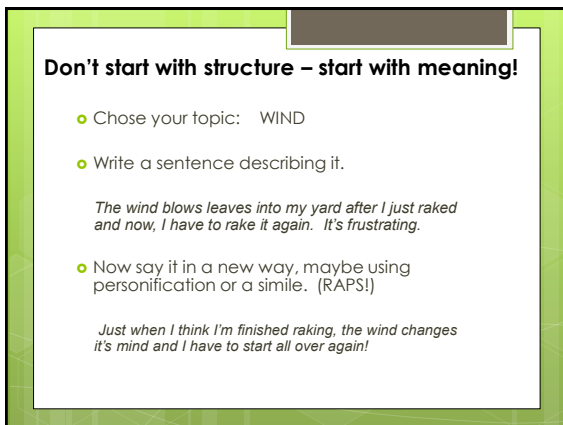 Don't start with structure – start with meaning!
Chose your topic: WIND
Write a sentence describing it.
The wind blows leaves into my yard after I just raked
and now, I have to rake it again. It's frustrating.
Now say it in a new way, maybe using
personification or a simile. (RAPS!)
Just when I think I'm finished raking, the wind changes
it's mind and I have to start all over again!